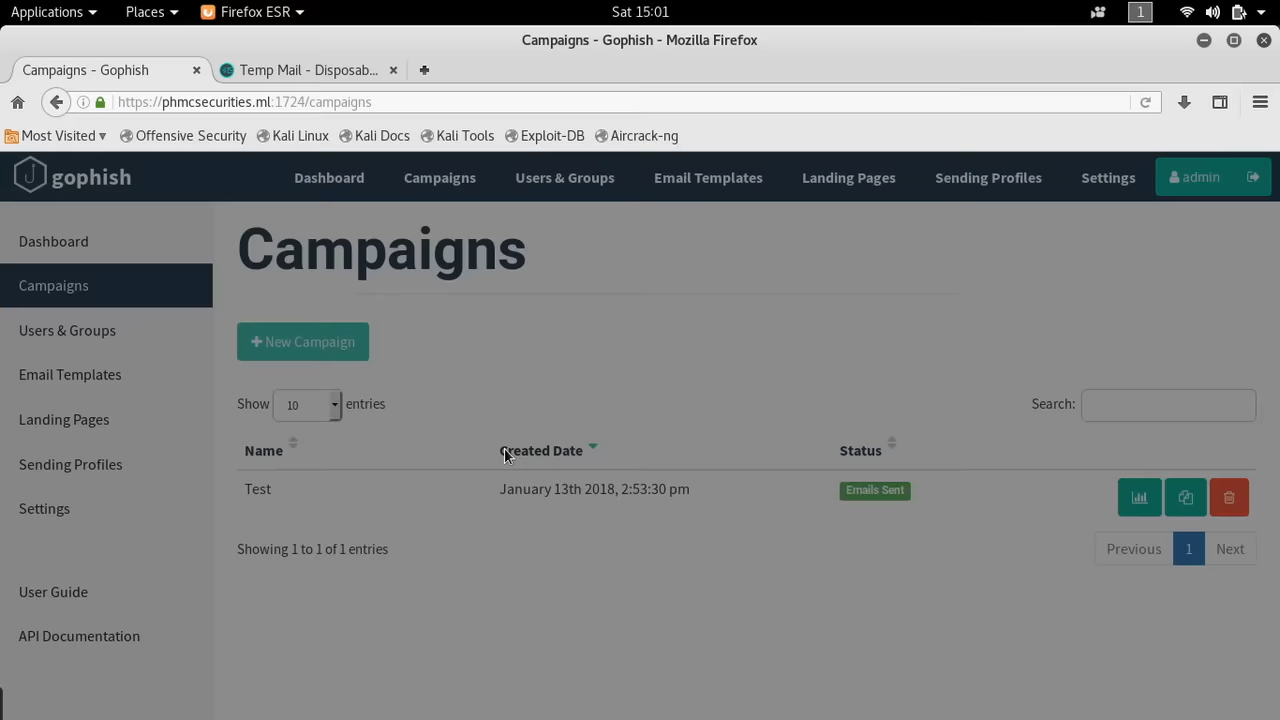 Applications Places Firefox ESR Sat 15:01 1
Campaigns - Gophish - Mozilla Firefox
Campaigns - Gophish Temp Mail - Disposab...
https://phmcsecurities.ml:1724/campaigns
Most Visited Offensive Security Kali Linux Kali Docs Kali Tools Exploit-DB Aircrack-ng
gophish Dashboard Campaigns Users & Groups Email Templates Landing Pages Sending Profiles Settings admin
Dashboard
Campaigns
Users & Groups
Email Templates
Landing Pages
Sending Profiles
Settings
User Guide
API Documentation
Campaigns
New Campaign
Show 10 entries Search:
Name Created Date Status
Test January 13th 2018, 2:53:30 pm Emails Sent
Showing 1 to 1 of 1 entries Previous 1 Next